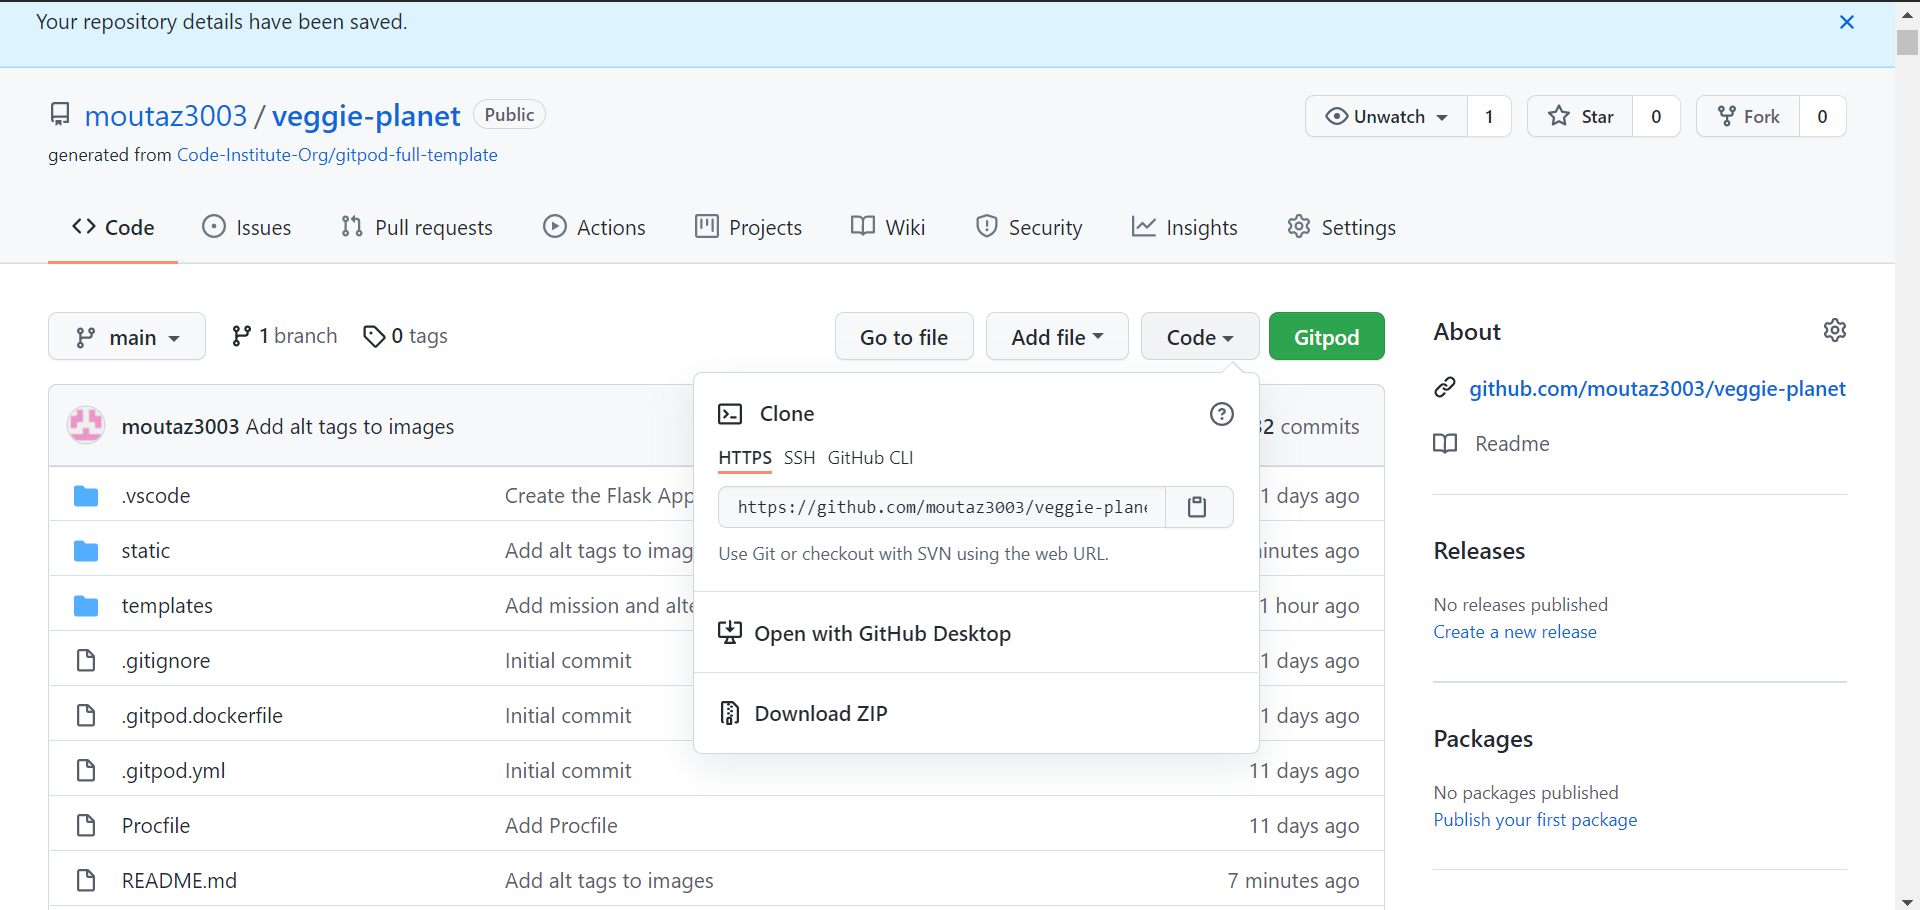 Your repository details have been saved.
moutaz3003 / veggie-planet Public
Unwatch 1 Star 0 Fork 0
generated from Code-Institute-Org/gitpod-full-template
Code Issues Pull requests Actions Projects Wiki Security Insights Settings
main 1 branch 0 tags Go to file Add file Code Gitpod
About
github.com/moutaz3003/veggie-planet
Readme
Releases
No releases published
Create a new release
Packages
No packages published
Publish your first package
Clone
HTTPS SSH GitHub CLI
https://github.com/moutaz3003/veggie-plane
Use Git or checkout with SVN using the web URL.
Open with GitHub Desktop
Download ZIP
moutaz3003 Add alt tags to images 2 commits
.vscode Create the Flask App 1 days ago
static Add alt tags to imag inutes ago
templates Add mission and alte 1 hour ago
.gitignore Initial commit 1 days ago
.gitpod.dockerfile Initial commit 1 days ago
.gitpod.yml Initial commit 11 days ago
Procfile Add Procfile 11 days ago
README.md Add alt tags to images 7 minutes ago